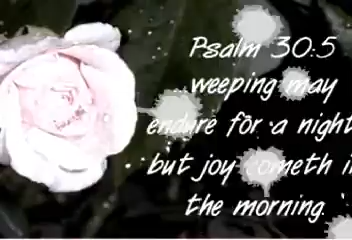 Psalm 30:5
weeping may
endure for a night
but joy cometh in
the morning.